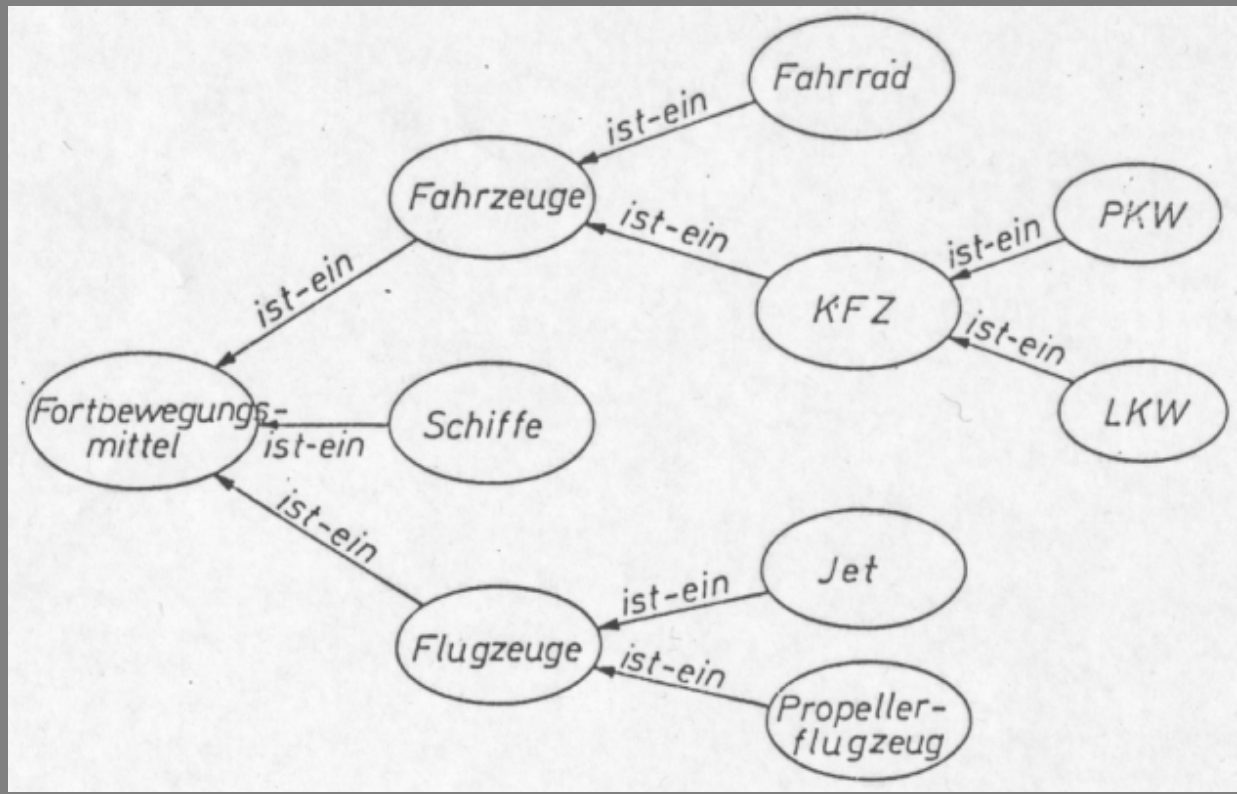 Fahrrad
ist-ein
Fahrzeuge
ist-ein
PKW
ist-ein
KFZ
ist-ein
LKW
ist-ein
Fortbewegungs-
mittel
ist-ein
Schiffe
ist-ein
Flugzeuge
ist-ein
Jet
ist-ein
Propeller-
flugzeug